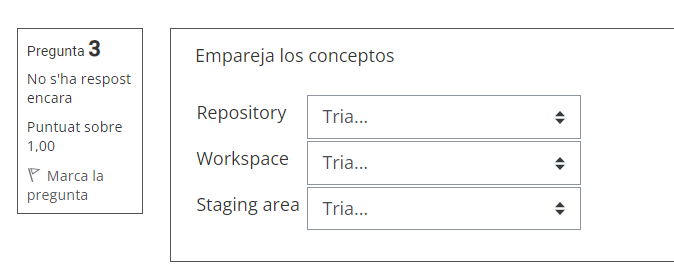 Pregunta 3
No s'ha respost
encara
Puntuat sobre
1,00
Marca la
pregunta
Empareja los conceptos
Repository Tria...
Workspace Tria...
Staging area Tria...